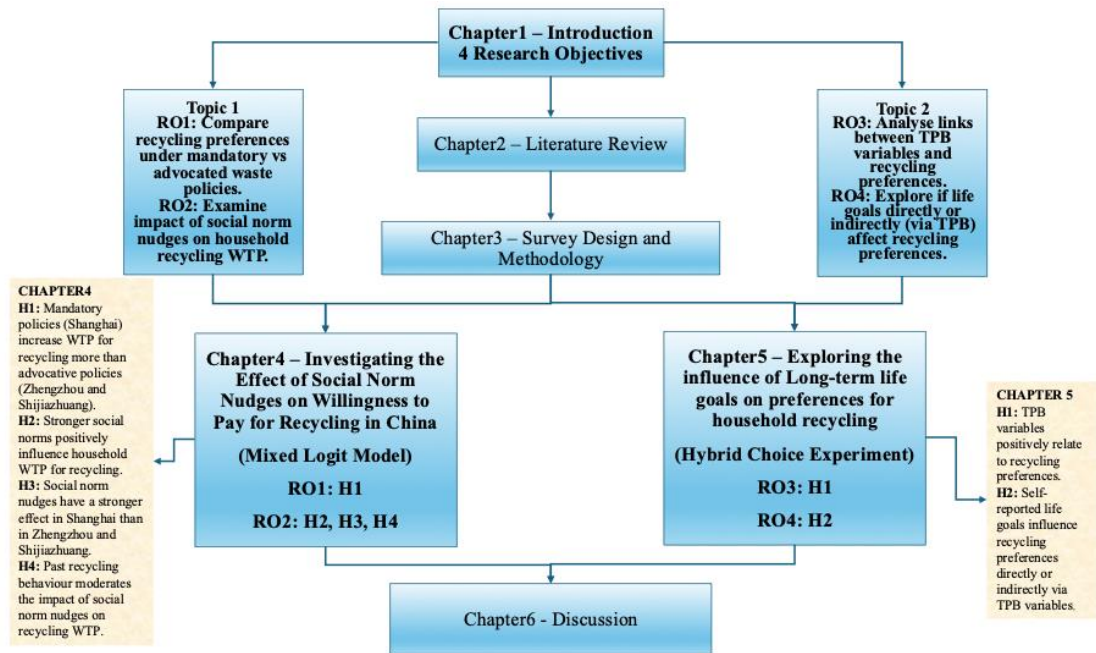 Chapter1 – Introduction
4 Research Objectives
Topic 1
RO1: Compare
recycling preferences
under mandatory vs
advocated waste
policies.
RO2: Examine
impact of social norm
nudges on household
recycling WTP.
Chapter2 – Literature Review
Topic 2
RO3: Analyse links
between TPB
variables and
recycling
preferences.
RO4: Explore if life
goals directly or
indirectly (via TPB)
affect recycling
preferences.
Chapter3 – Survey Design and
Methodology
CHAPTER4
H1: Mandatory
policies (Shanghai)
increase WTP for
recycling more than
advocative policies
(Zhengzhou and
Shijiazhuang).
H2: Stronger social
norms positively
influence household
WTP for recycling.
H3: Social norm
nudges have a stronger
effect in Shanghai than
in Zhengzhou and
Shijiazhuang.
H4: Past recycling
behaviour moderates
the impact of social
norm nudges on
recycling WTP.
Chapter4 – Investigating the
Effect of Social Norm
Nudges on Willingness to
Pay for Recycling in China
(Mixed Logit Model)
RO1: H1
RO2: H2, H3, H4
Chapter5 – Exploring the
influence of Long-term life
goals on preferences for
household recycling
(Hybrid Choice Experiment)
RO3: H1
RO4: H2
CHAPTER 5
H1: TPB
variables
positively relate to
recycling
preferences.
H2: Self-
reported life
goals influence
recycling
preferences
directly or
indirectly via
TPB variables.
Chapter6 - Discussion